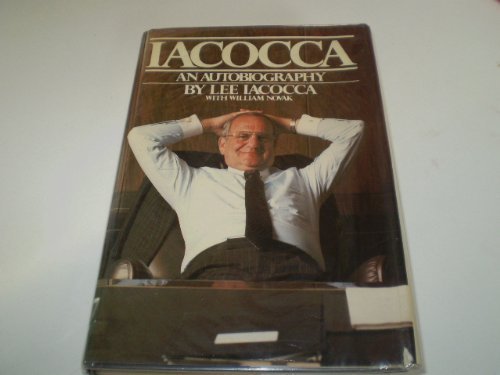 IACOCCA
AN AUTOBIOGRAPHY
BY LEE IACOCCA
WITH WILLIAM NOVAK